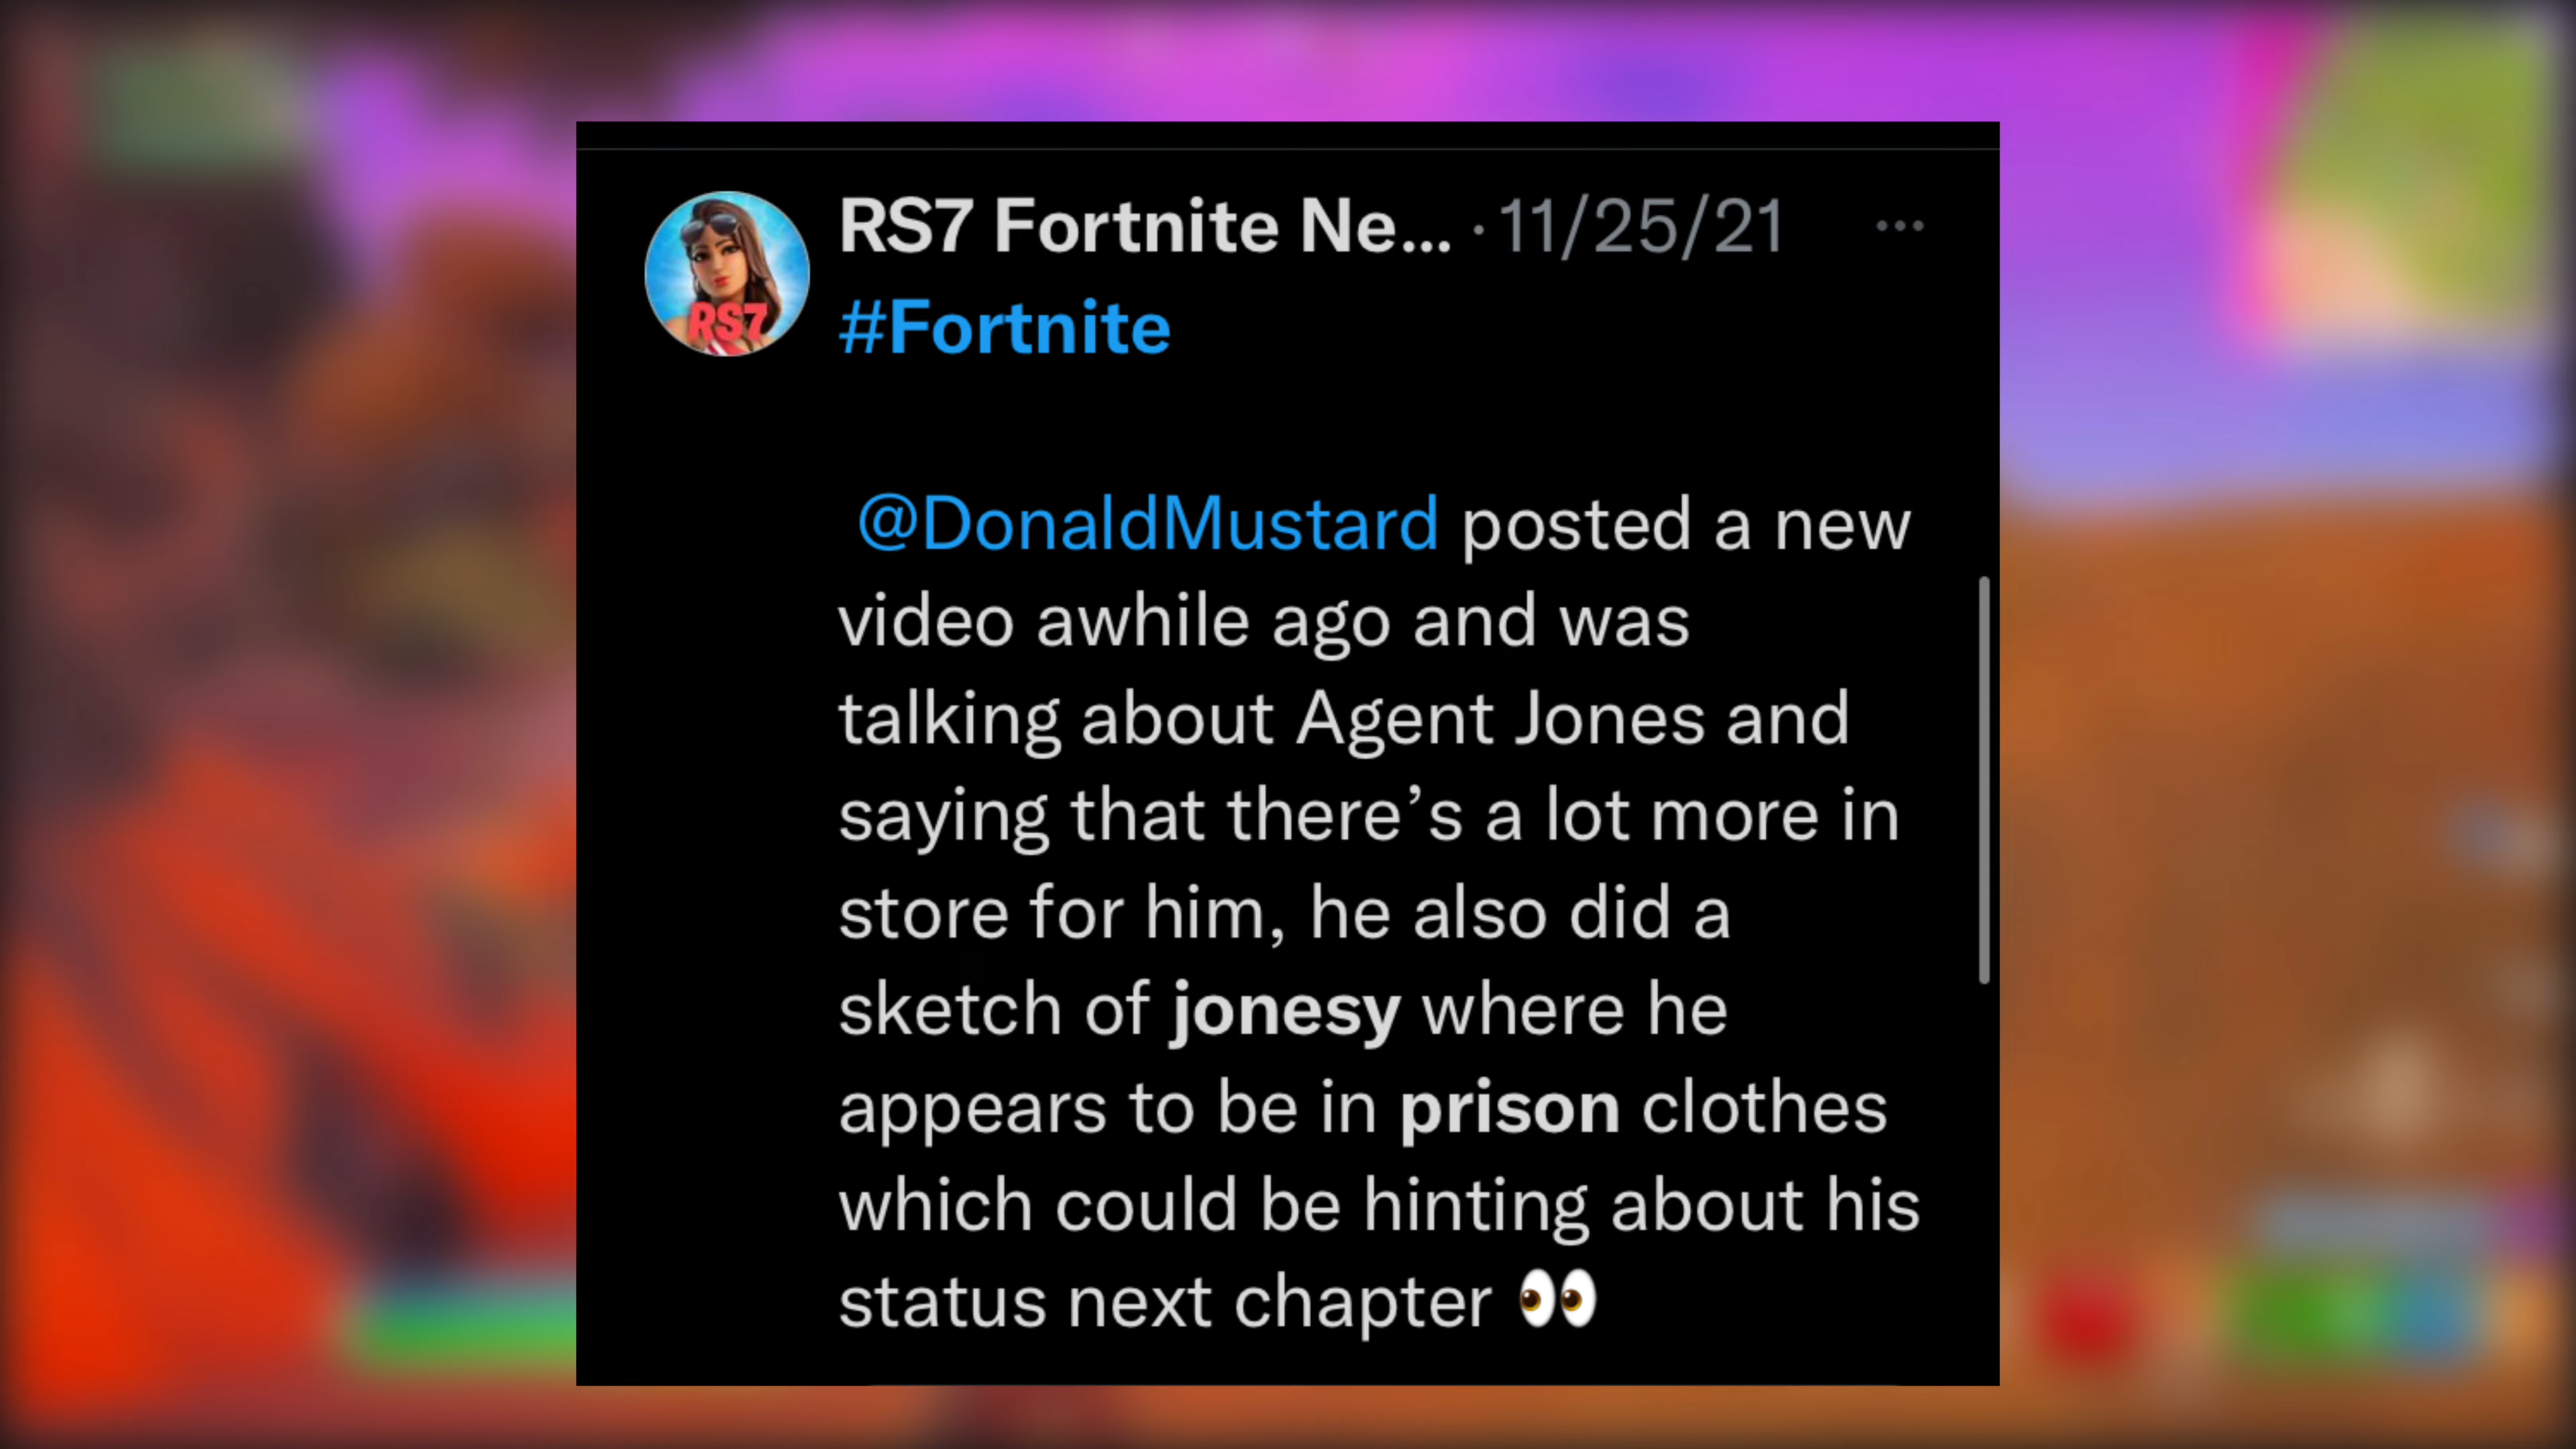 RS7 Fortnite Ne... · 11/25/21 ...
#Fortnite
@DonaldMustard posted a new
video awhile ago and was
talking about Agent Jones and
saying that there’s a lot more in
store for him, he also did a
sketch of jonesy where he
appears to be in prison clothes
which could be hinting about his
status next chapter 👀
RS7